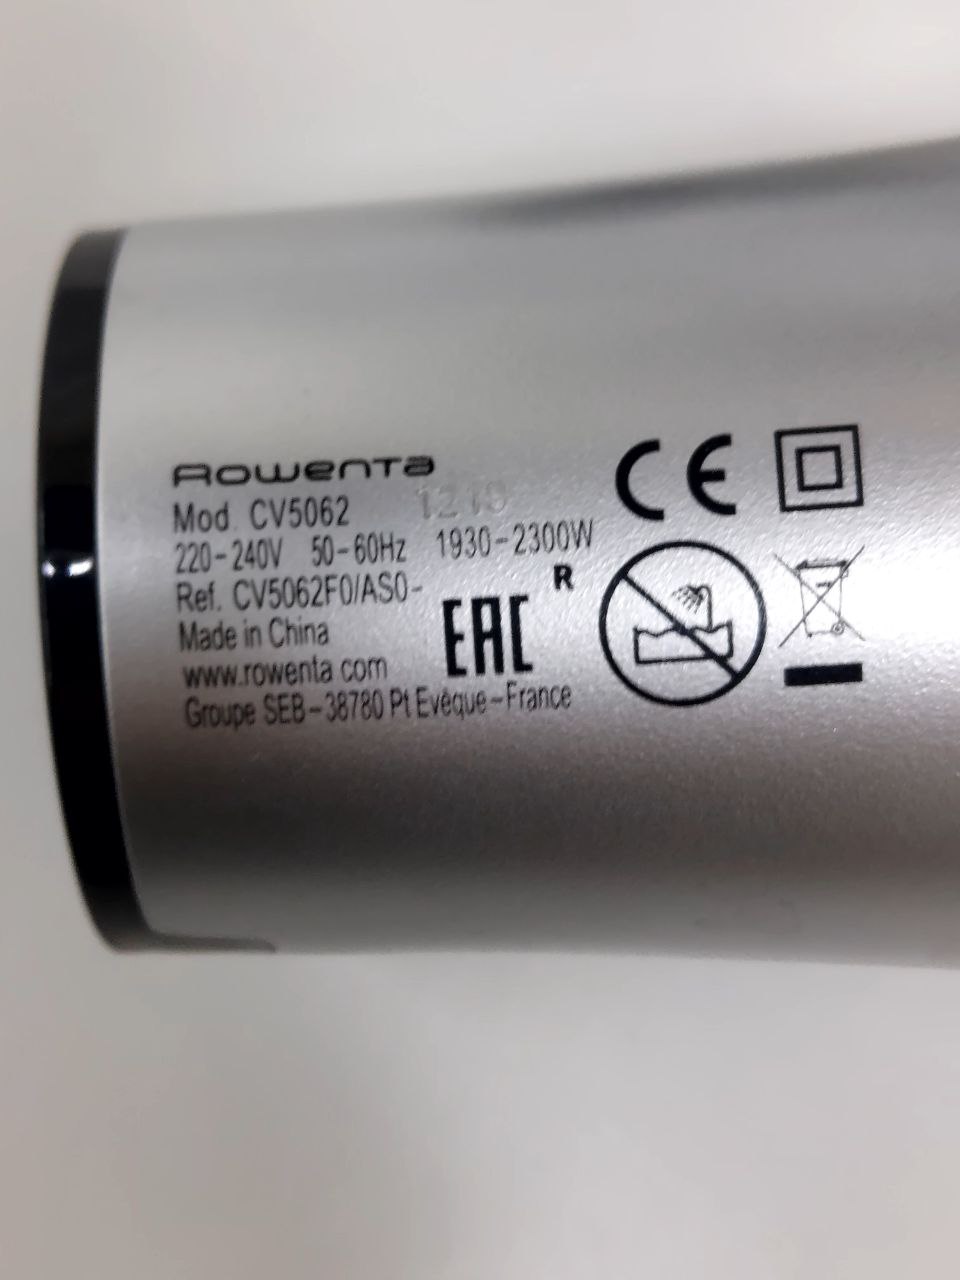 Rowenta
Mod. CV5062
220-240V 50-60Hz 1930-2300W
Ref. CV5062F0/AS0-
Made in China
www.rowenta.com
Groupe SEB-38780 Pt Evêque-France
R
EAC
CE